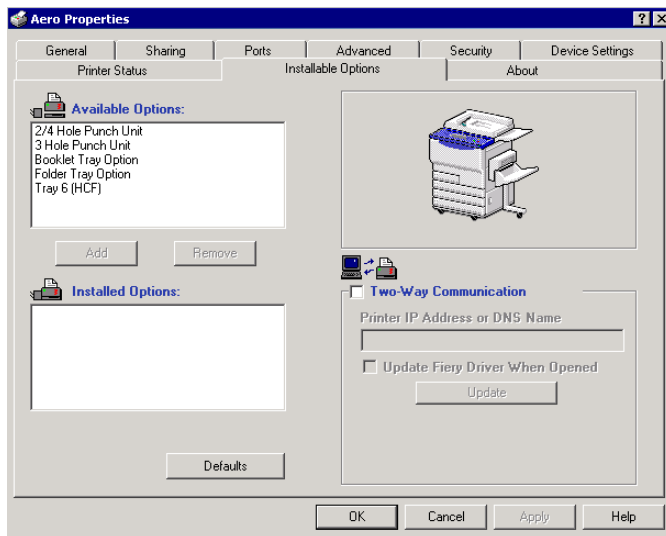 Aero Properties
General
Sharing
Ports
Advanced
Security
Device Settings
Printer Status
Installable Options
About
Available Options:
2/4 Hole Punch Unit
3 Hole Punch Unit
Booklet Tray Option
Folder Tray Option
Tray 6 (HCF)
Add
Remove
Installed Options:
Defaults
Two-Way Communication
Printer IP Address or DNS Name
Update Fiery Driver When Opened
Update
OK
Cancel
Apply
Help